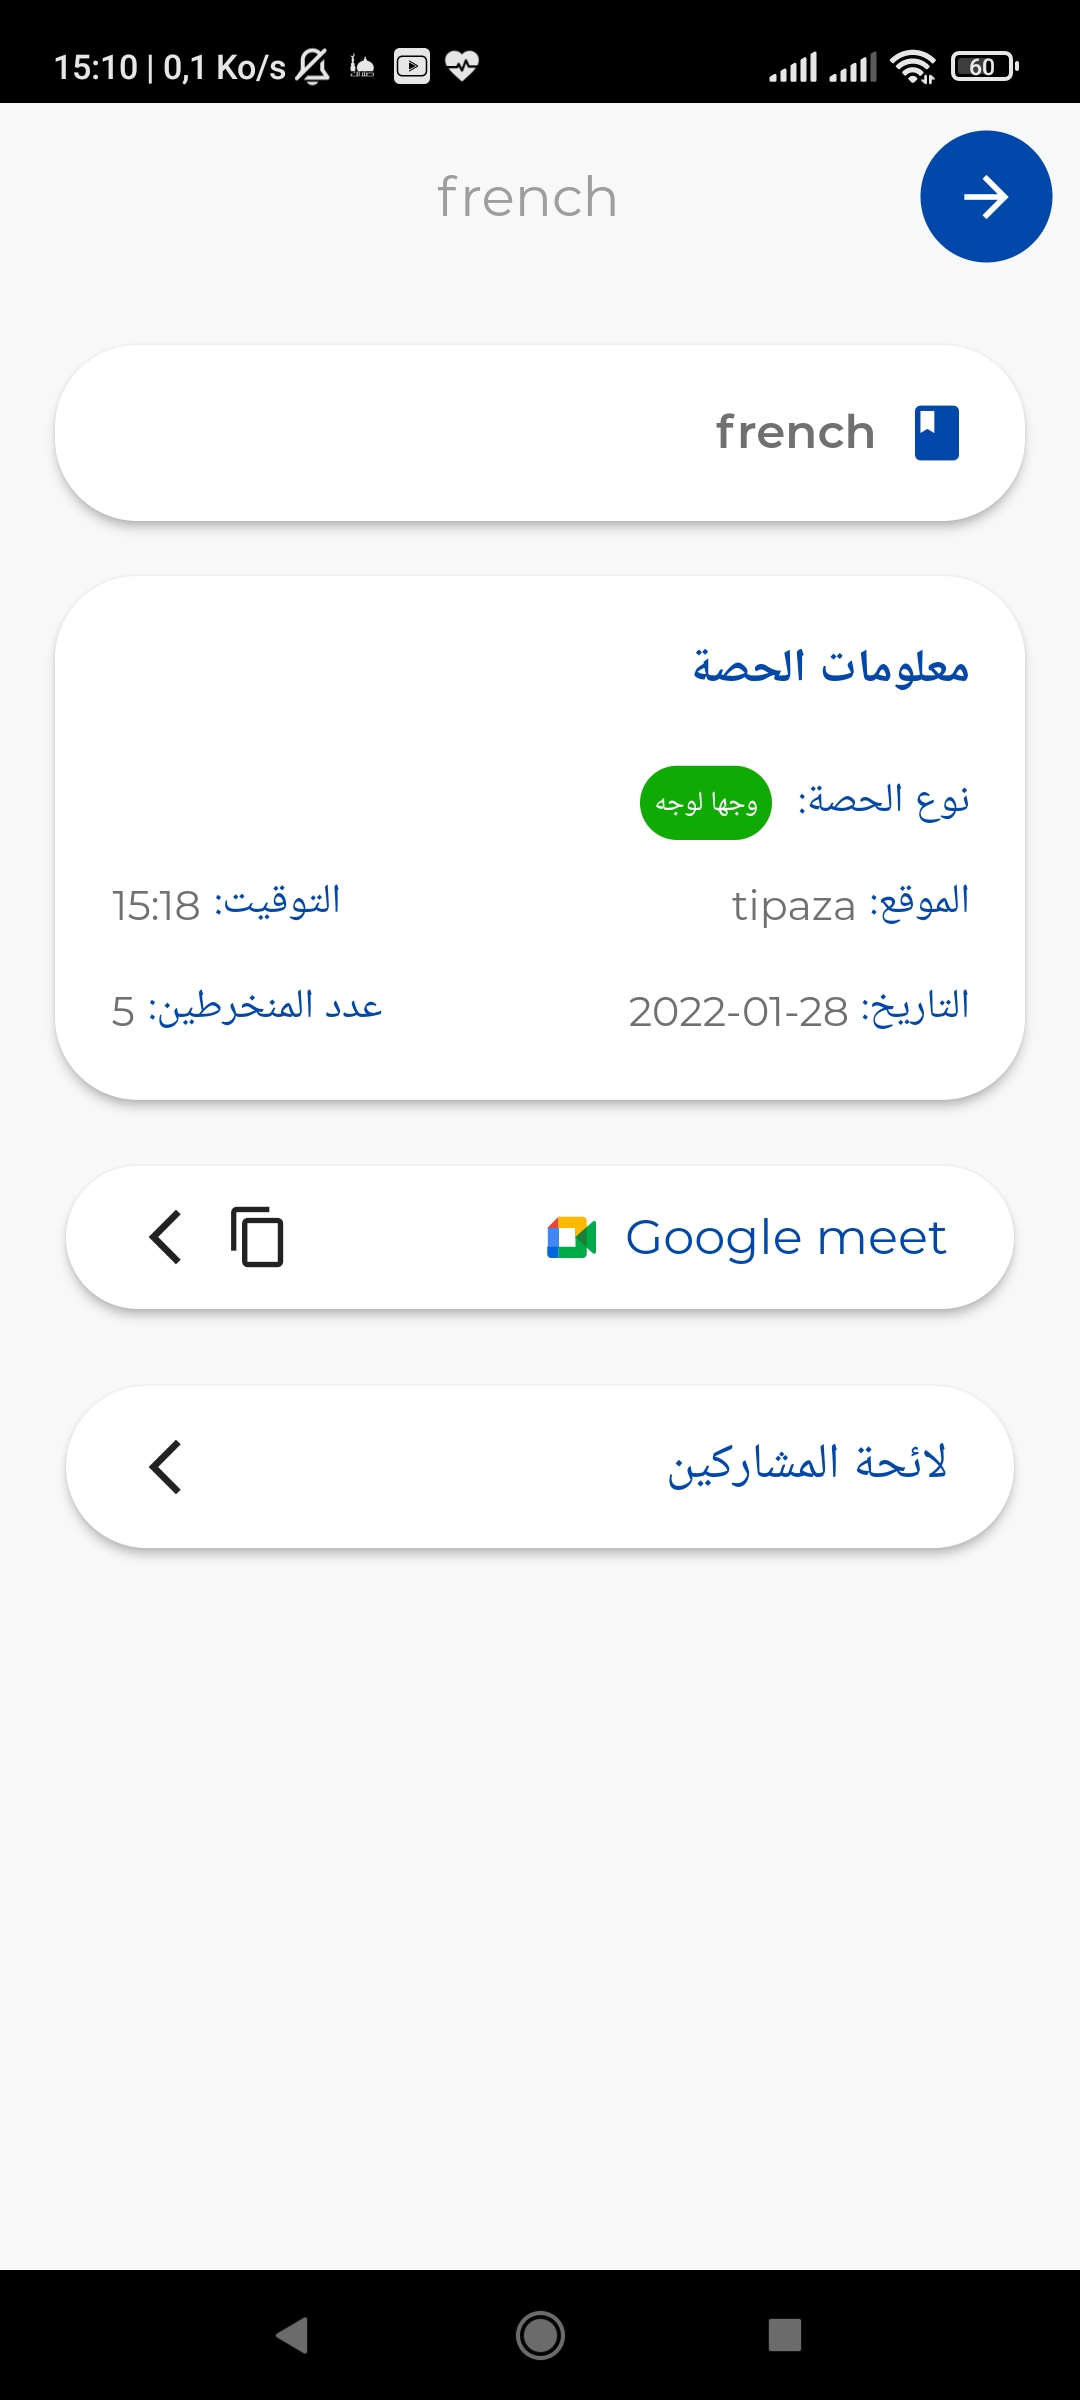 15:10 | 0,1 Ko/s 60
french
french
معلومات الحصة
نوع الحصة: وجها لوجه
الموقع: tipaza التوقيت: 15:18
التاريخ: 2022-01-28 عدد المنخرطين: 5
Google meet
لائحة المشاركين